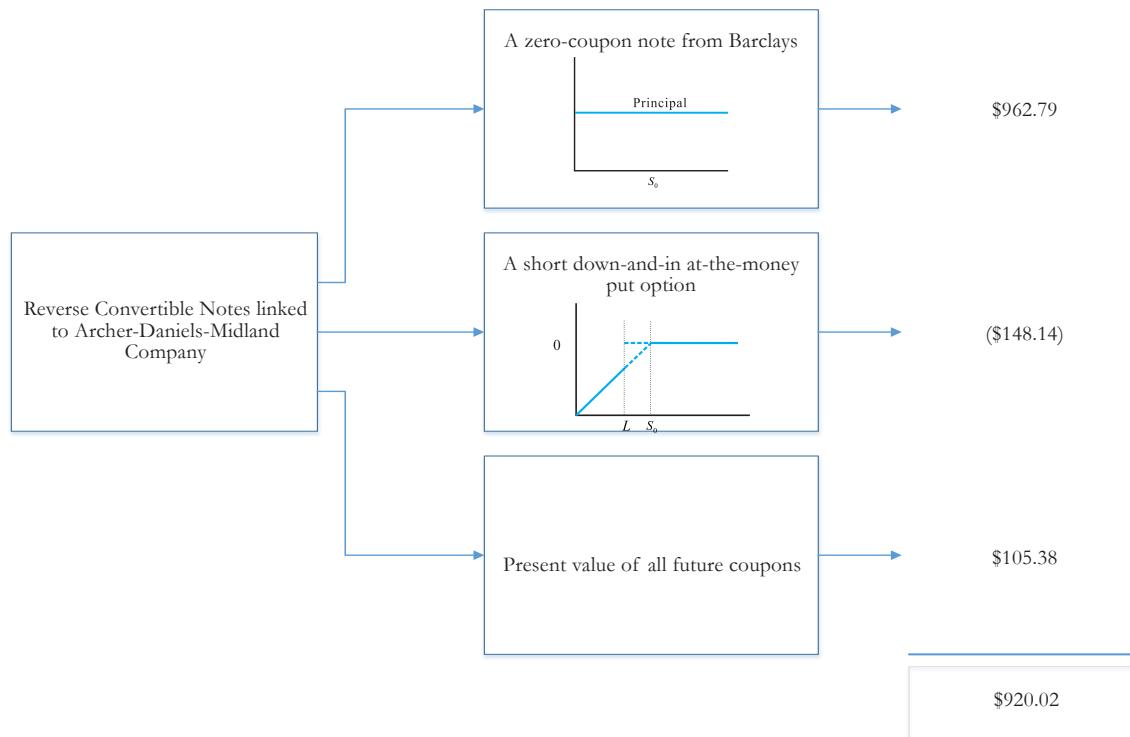 A zero-coupon note from Barclays
Principal
S₀
$962.79
Reverse Convertible Notes linked
to Archer-Daniels-Midland
Company
A short down-and-in at-the-money
put option
0
L S₀
($148.14)
Present value of all future coupons
$105.38
$920.02